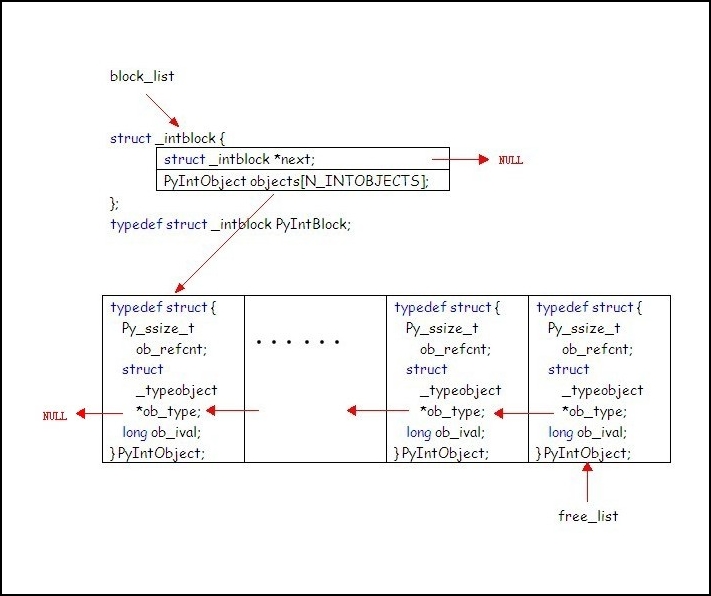 block_list
struct _intblock {
struct _intblock *next;
NULL
PyIntObject objects[N_INTOBJECTS];
};
typedef struct _intblock PyIntBlock;
typedef struct {
Py_ssize_t
ob_refcnt;
struct
_typeobject
*ob_type;
long ob_ival;
} PyIntObject;
NULL
. . . . . .
typedef struct {
Py_ssize_t
ob_refcnt;
struct
_typeobject
*ob_type;
long ob_ival;
} PyIntObject;
typedef struct {
Py_ssize_t
ob_refcnt;
struct
_typeobject
*ob_type;
long ob_ival;
} PyIntObject;
free_list